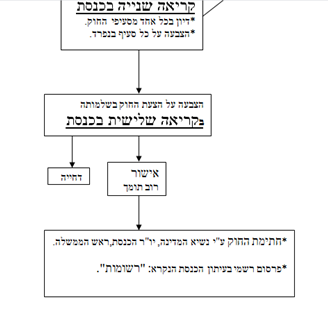 קריאה שנייה בכנסת
*דיון בכל אחד מסעיפי החוק.
*הצבעה על כל סעיף בנפרד.
הצבעה על הצעת החוק בשלמותה
בקריאה שלישית בכנסת
אישור
רוב תומך
דחייה
*חתימת החוק ע"י נשיא המדינה, יו"ר הכנסת,ראש הממשלה.
*פרסום רשמי בעיתון הכנסת הנקרא: "רשומות".